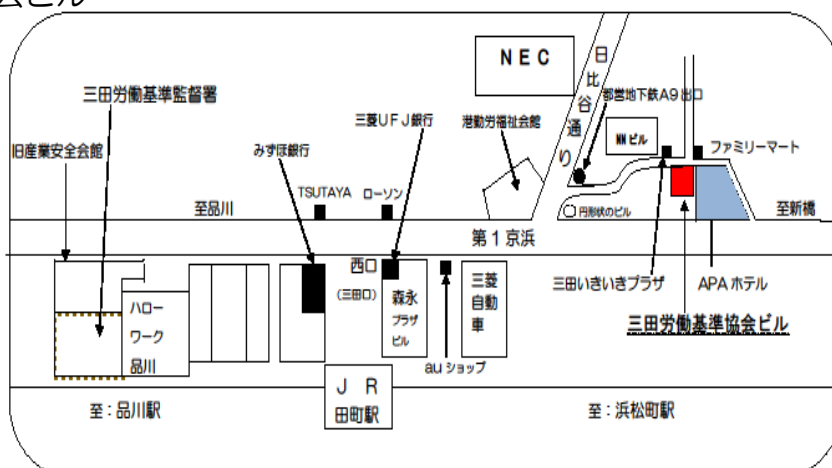 ビル
NEC
日比谷通り
三田労働基準監督署
都営地下鉄A9出口
三菱UFJ銀行
港勤労福祉会館
NNビル
ファミリーマート
旧産業安全会館
みずほ銀行
TSUTAYA
ローソン
至品川
円形状のビル
至新橋
第1京浜
西口
(三田口)
三田いきいきプラザ
APAホテル
森永
プラザ
ビル
三菱
自動
車
ハロー
ワーク
品川
三田労働基準協会ビル
auショップ
JR
田町駅
至:品川駅
至:浜松町駅